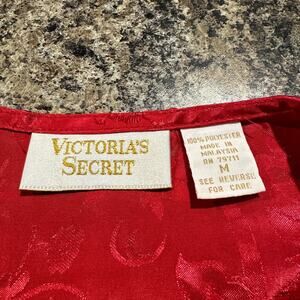 VICTORIA'S
SECRET
100% POLYESTER
MADE IN
MALAYSIA
RN 79711
M
SEE REVERSE
FOR CARE